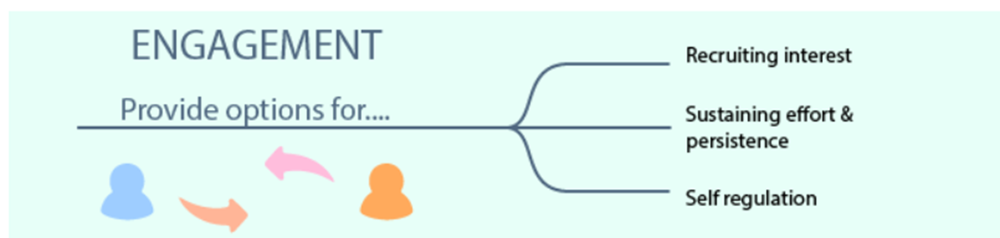 ENGAGEMENT
Provide options for....
Recruiting interest
Sustaining effort &
persistence
Self regulation